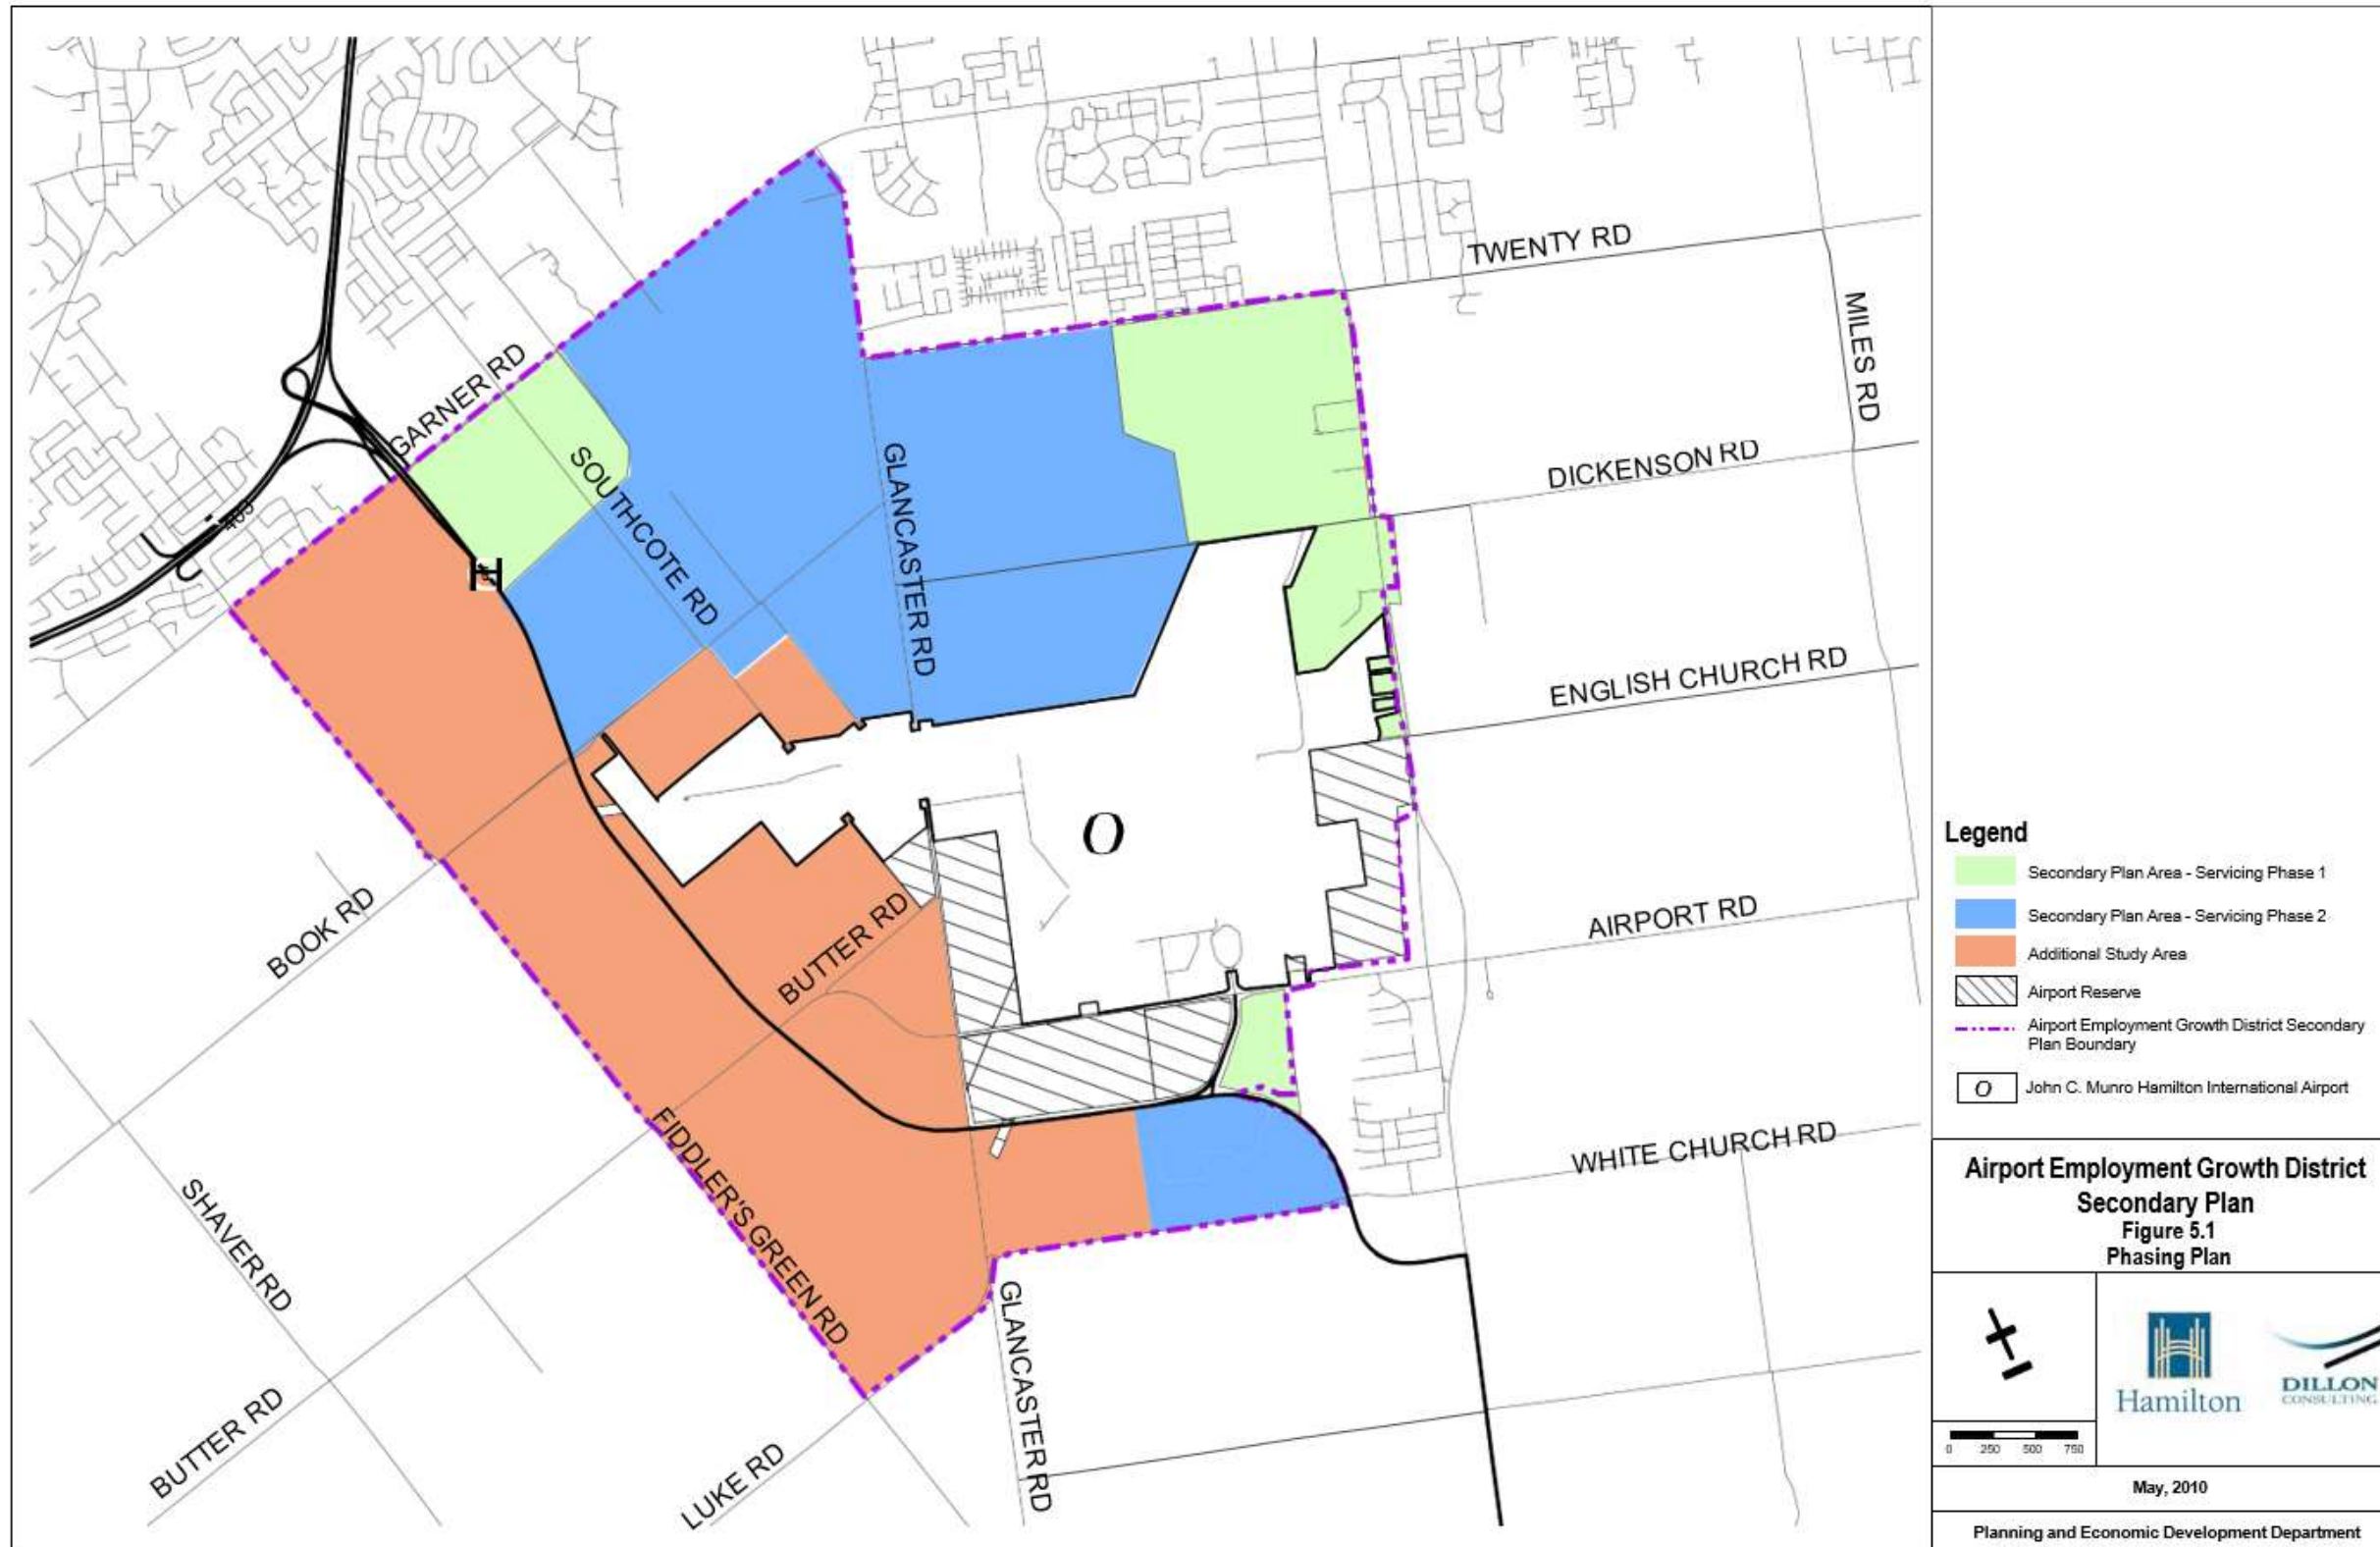 TWENTY RD
MILES RD
GARNER RD
SOUTHCOTE RD
GLANCASTER RD
DICKENSON RD
ENGLISH CHURCH RD
BOOK RD
BUTTER RD
AIRPORT RD
O
WHITE CHURCH RD
FIDDLER'S GREEN RD
SHAVER RD
GLANCASTER RD
BUTTER RD
LUKE RD
Legend
Secondary Plan Area - Servicing Phase 1
Secondary Plan Area - Servicing Phase 2
Additional Study Area
Airport Reserve
Airport Employment Growth District Secondary
Plan Boundary
O John C. Munro Hamilton International Airport
Airport Employment Growth District
Secondary Plan
Figure 5.1
Phasing Plan
Hamilton
DILLON
CONSULTING
0 250 500 750
May, 2010
Planning and Economic Development Department